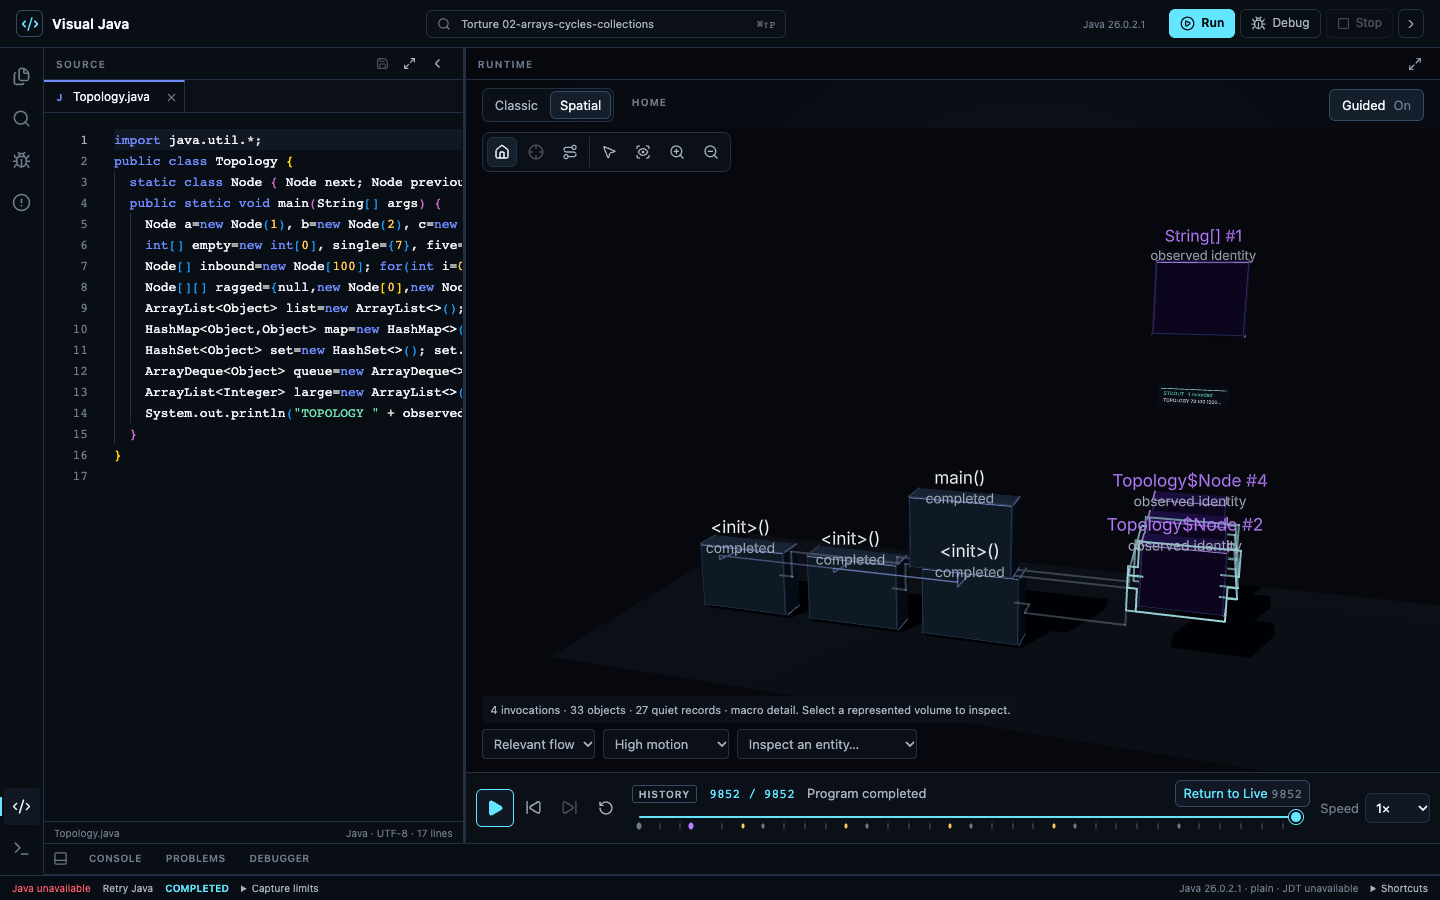 Visual Java
Torture 02-arrays-cycles-collections
⌘⇧P
Java 26.0.2.1
Run
Debug
Stop
SOURCE
RUNTIME
J Topology.java
Classic
Spatial
HOME
Guided On
1 import java.util.*;
2 public class Topology {
3 static class Node { Node next; Node previou
4 public static void main(String[] args) {
5 Node a=new Node(1), b=new Node(2), c=new
6 int[] empty=new int[0], single={7}, five=
7 Node[] inbound=new Node[100]; for(int i=0
8 Node[][] ragged={null,new Node[0],new Nod
9 ArrayList<Object> list=new ArrayList<>();
10 HashMap<Object,Object> map=new HashMap<>(
11 HashSet<Object> set=new HashSet<>(); set.
12 ArrayDeque<Object> queue=new ArrayDeque<>
13 ArrayList<Integer> large=new ArrayList<>(
14 System.out.println("TOPOLOGY " + observed
15 }
16 }
17
String[] #1
observed identity
STDOUT · 1 recorded
main()
completed
<init>()
completed
<init>()
completed
<init>()
completed
Topology$Node #4
observed identity
Topology$Node #2
observed identity
4 invocations · 33 objects · 27 quiet records · macro detail. Select a represented volume to inspect.
Relevant flow
High motion
Inspect an entity...
HISTORY
9852 / 9852
Program completed
Return to Live 9852
Speed
1×
Topology.java
Java · UTF-8 · 17 lines
CONSOLE
PROBLEMS
DEBUGGER
Java unavailable
Retry Java
COMPLETED
Capture limits
Java 26.0.2.1 · plain · JDT unavailable
Shortcuts